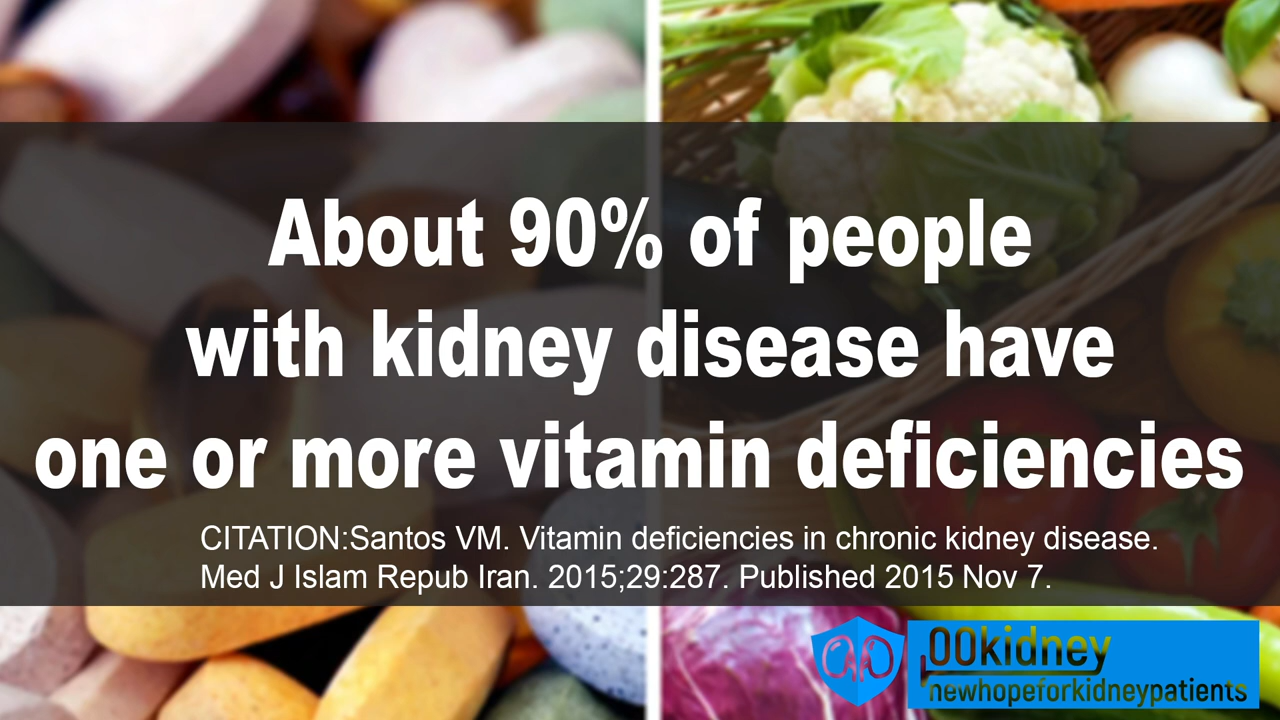 About 90% of people
with kidney disease have
one or more vitamin deficiencies
CITATION:Santos VM. Vitamin deficiencies in chronic kidney disease.
Med J Islam Repub Iran. 2015;29:287. Published 2015 Nov 7.
00kidney
newhopeforkidneypatients